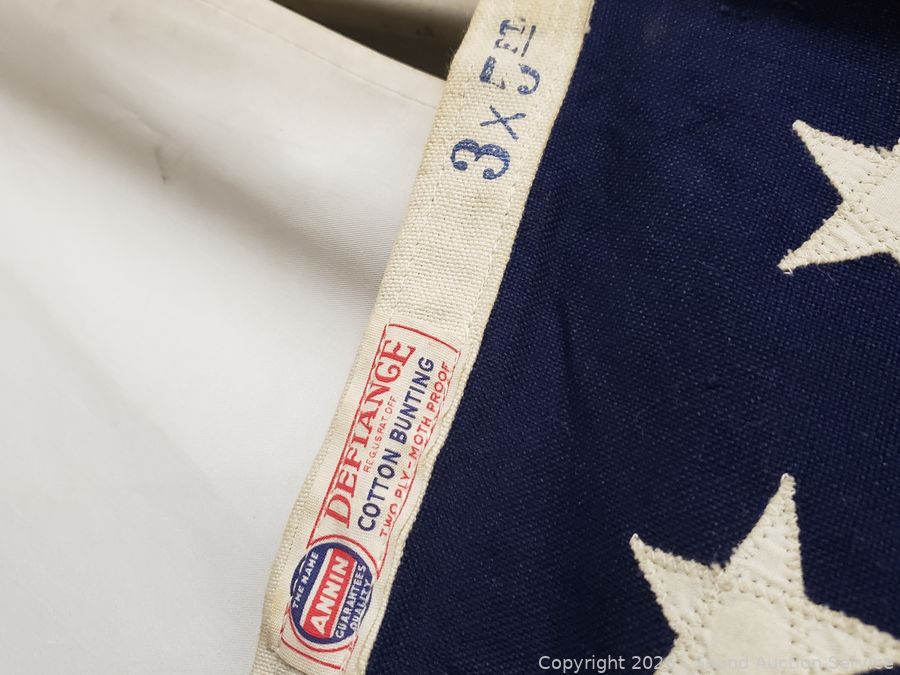 3 X 5 FT
DEFIANCE
REG. U.S. PAT. OFF
COTTON BUNTING
TWO PLY-MOTH PROOF
THE NAME
ANNIN
GUARANTEES
QUALITY
Copyright Auction Service